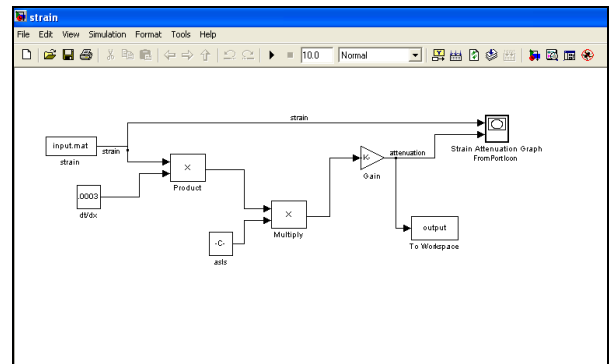 strain
File Edit View Simulation Format Tools Help
10.0 Normal
strain
input.mat
strain
strain
Strain Attenuation Graph
FromPortIcon
×
Product
-K-
attenuation
Gain
.0003
dt/dx
×
Multiply
output
To Workspace
-C-
asls